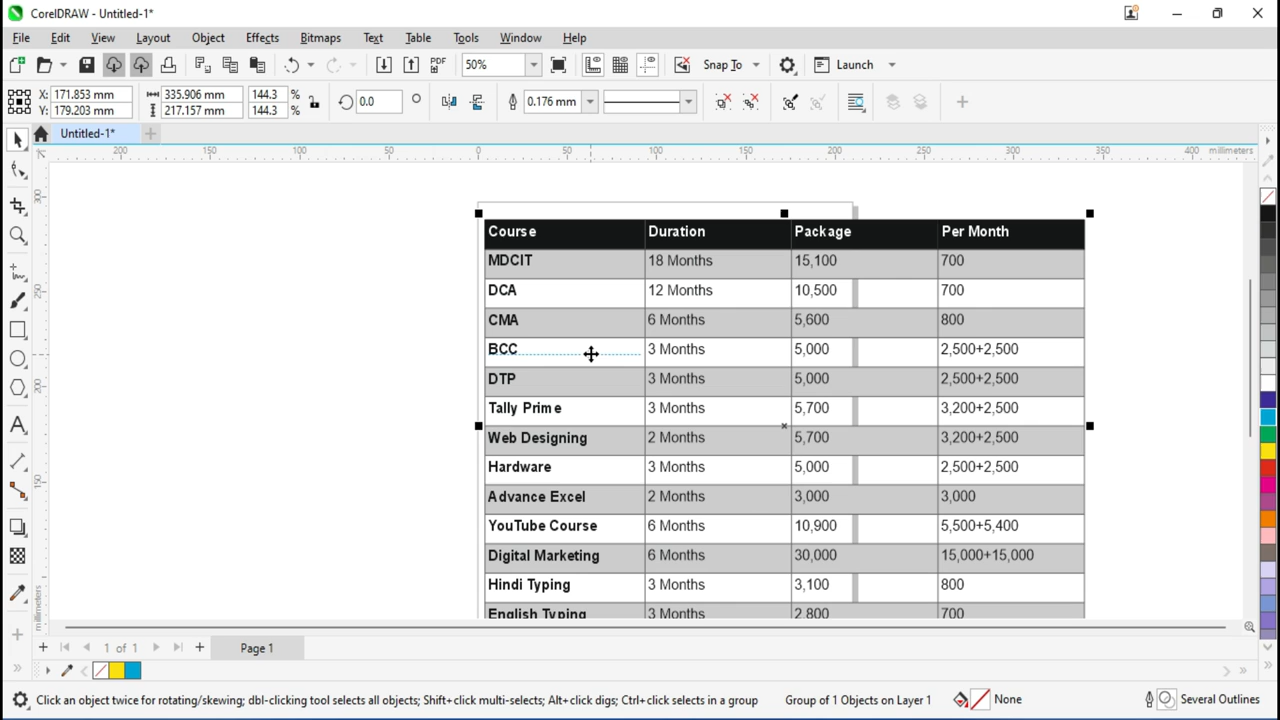 CorelDRAW - Untitled-1*
File Edit View Layout Object Effects Bitmaps Text Table Tools Window Help
PDF 50% Snap To Launch
X: 171.853 mm 335.906 mm 144.3 % 0.0 0.176 mm
Y: 179.203 mm 217.157 mm 144.3 %
Untitled-1*
200 150 100 50 0 50 100 150 200 250 300 350 400 millimeters
300
250
200
150
millimeters
Course Duration Package Per Month
MDCIT 18 Months 15,100 700
DCA 12 Months 10,500 700
CMA 6 Months 5,600 800
BCC 3 Months 5,000 2,500+2,500
DTP 3 Months 5,000 2,500+2,500
Tally Prime 3 Months 5,700 3,200+2,500
Web Designing 2 Months 5,700 3,200+2,500
Hardware 3 Months 5,000 2,500+2,500
Advance Excel 2 Months 3,000 3,000
YouTube Course 6 Months 10,900 5,500+5,400
Digital Marketing 6 Months 30,000 15,000+15,000
Hindi Typing 3 Months 3,100 800
English Typing 3 Months 2,800 700
1 of 1 Page 1
Click an object twice for rotating/skewing; dbl-clicking tool selects all objects; Shift+click multi-selects; Alt+click digs; Ctrl+click selects in a group Group of 1 Objects on Layer 1 None Several Outlines